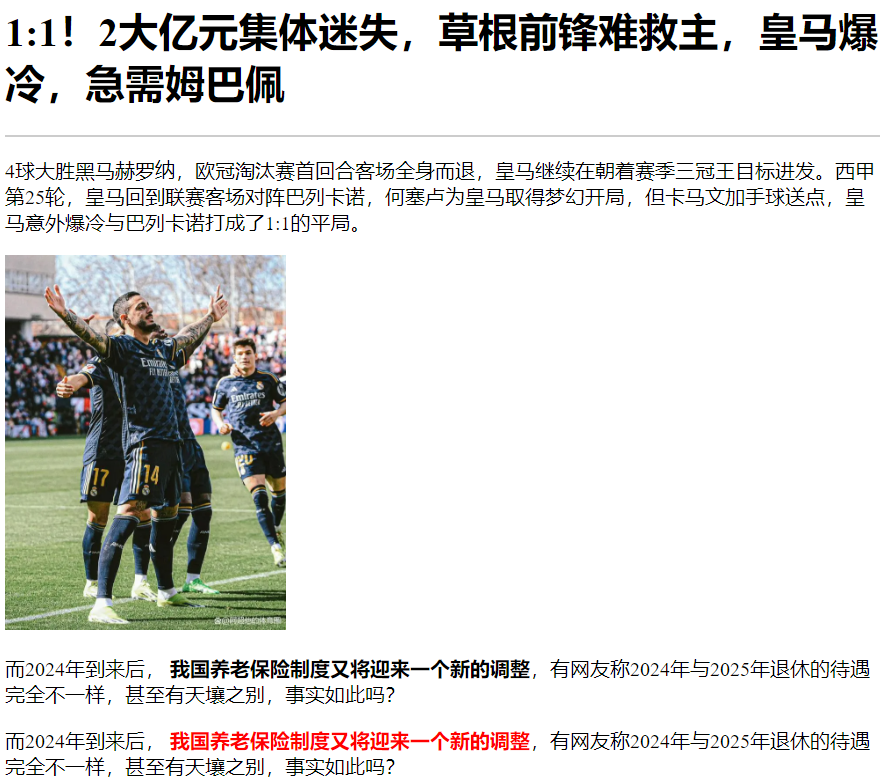 1:1！2大亿元集体迷失，草根前锋难救主，皇马爆
冷，急需姆巴佩
4球大胜黑马赫罗纳，欧冠淘汰赛首回合客场全身而退，皇马继续在朝着赛季三冠王目标进发。西甲
第25轮，皇马回到联赛客场对阵巴列卡诺，何塞卢为皇马取得梦幻开局，但卡马文加手球送点，皇
马意外爆冷与巴列卡诺打成了1:1的平局。
Emirates
FLY BETTER
Emirates
17
14
20
而2024年到来后， 我国养老保险制度又将迎来一个新的调整，有网友称2024年与2025年退休的待遇
完全不一样，甚至有天壤之别，事实如此吗？
而2024年到来后， 我国养老保险制度又将迎来一个新的调整，有网友称2024年与2025年退休的待遇
完全不一样，甚至有天壤之别，事实如此吗？